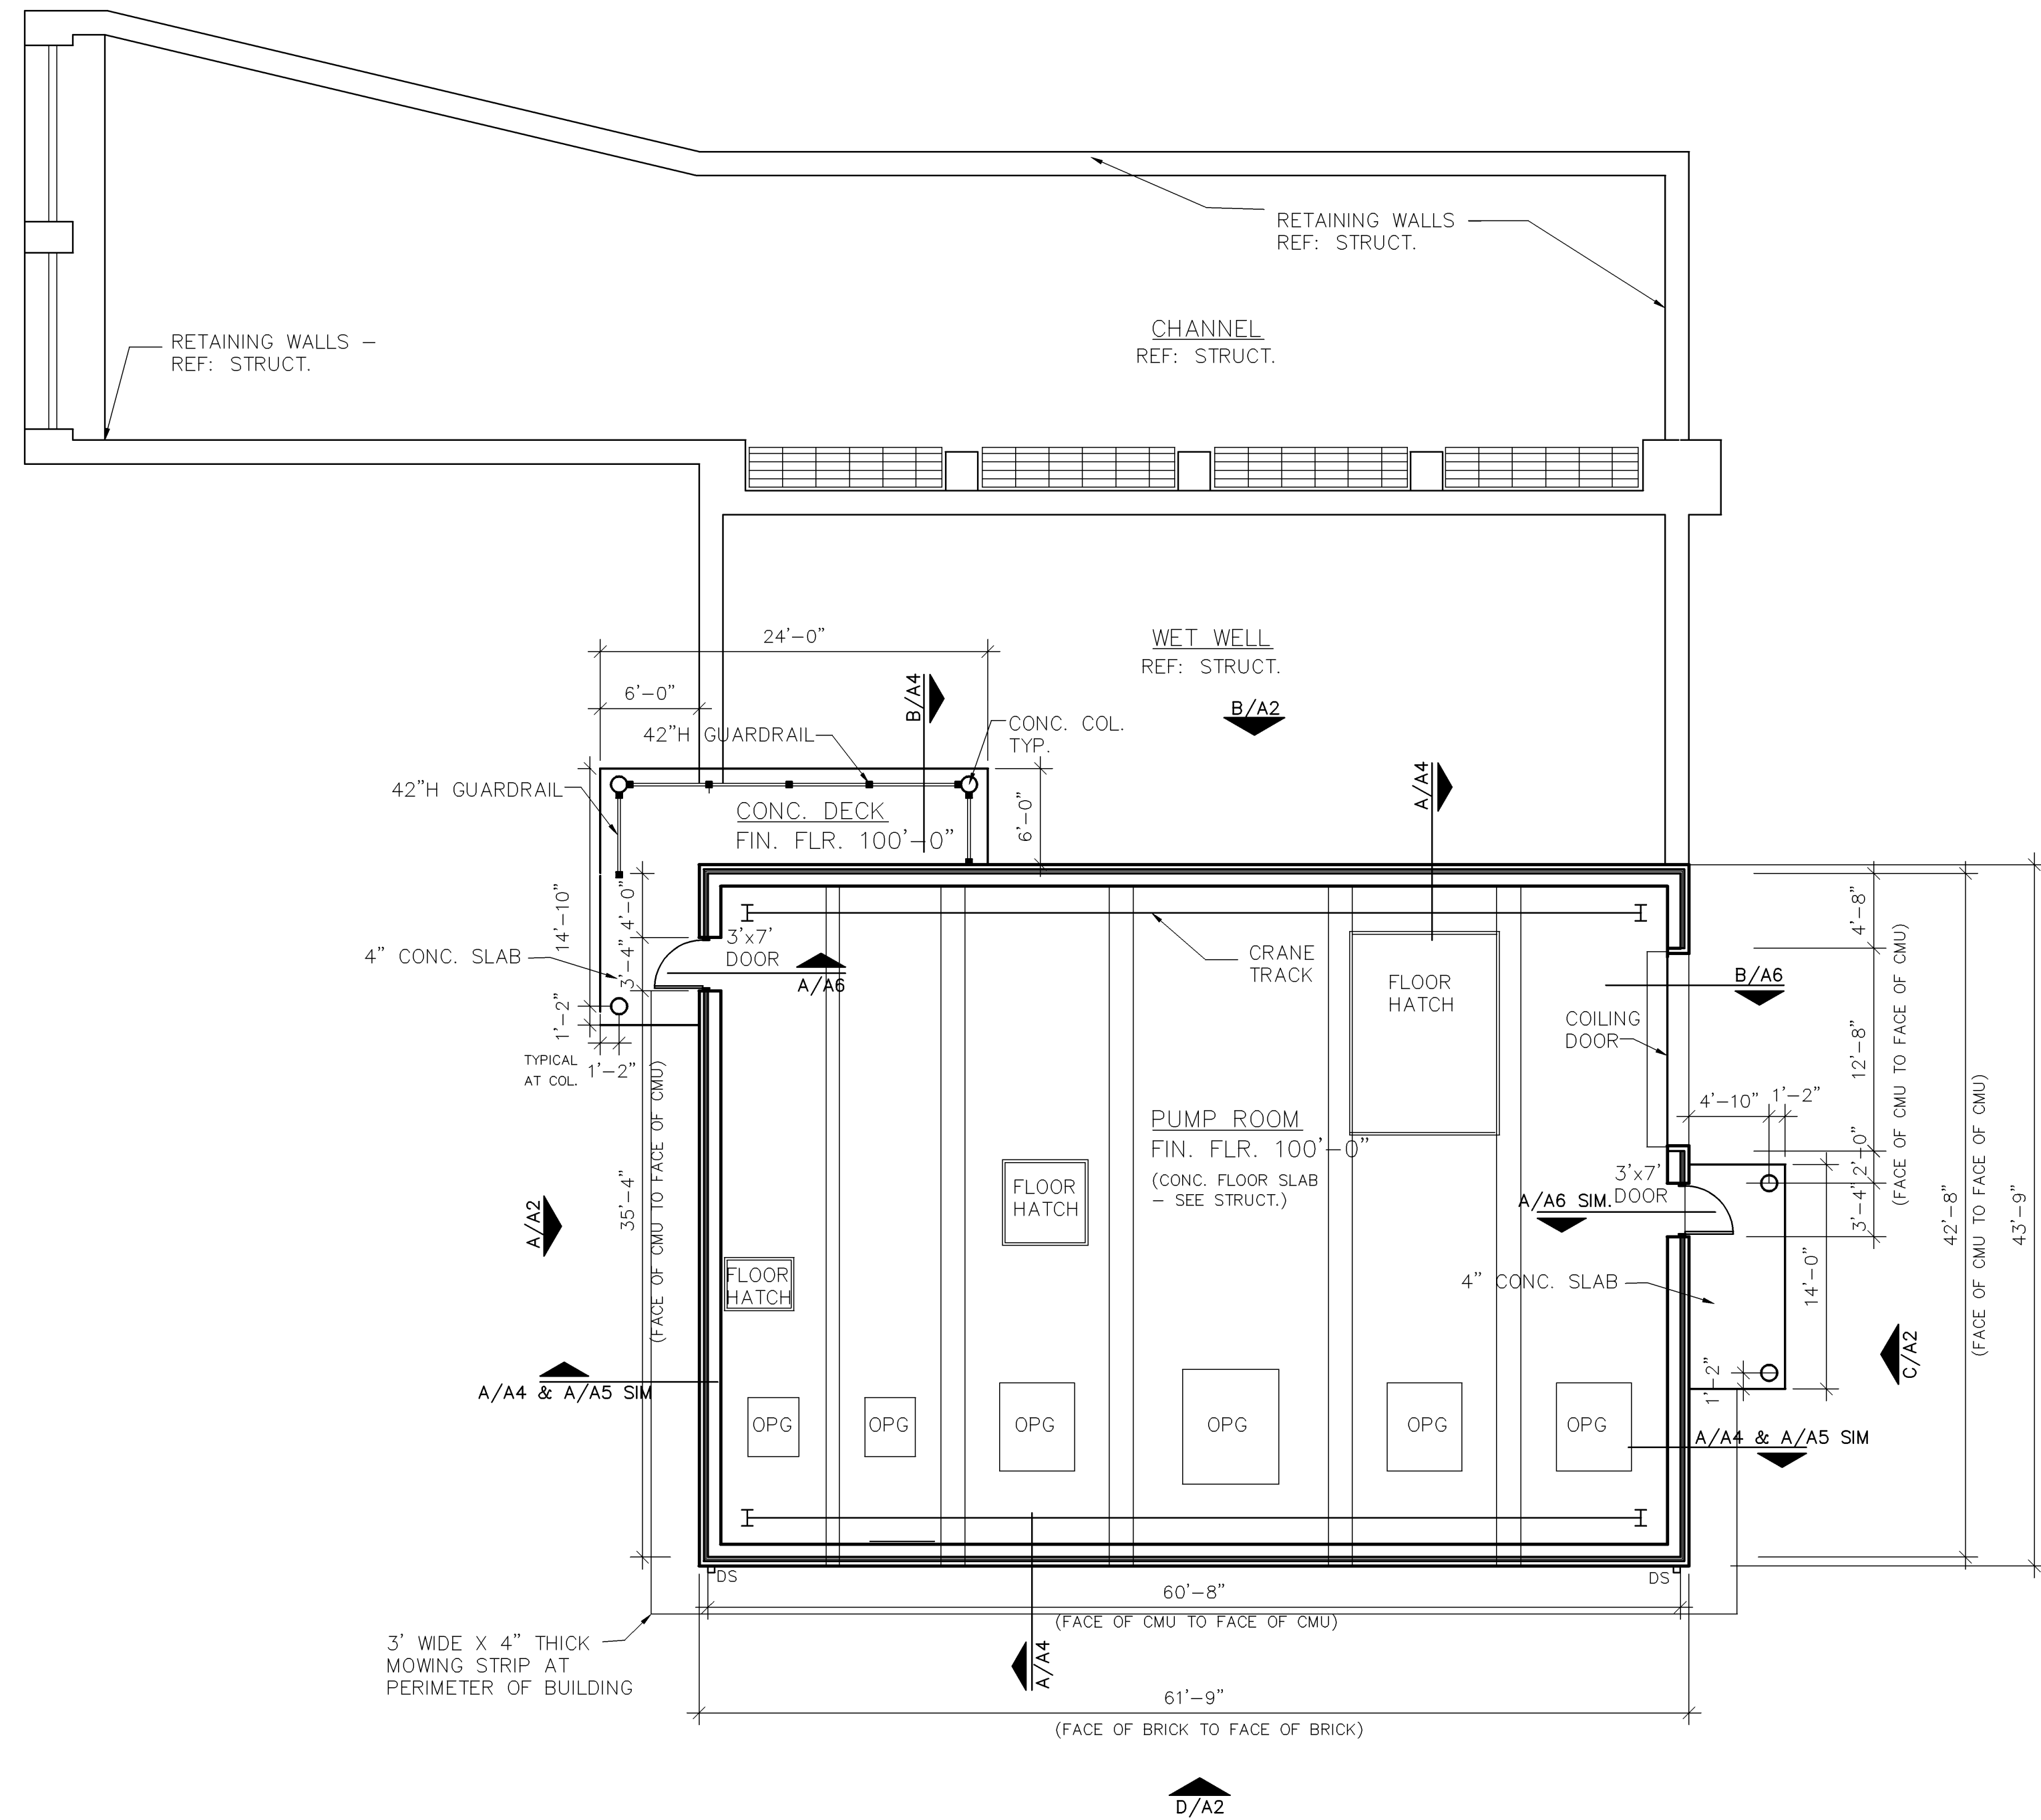 RETAINING WALLS
REF: STRUCT.
CHANNEL
REF: STRUCT.
RETAINING WALLS –
REF: STRUCT.
24'–0"
WET WELL
REF: STRUCT.
6'–0"
B/A4
B/A2
42"H GUARDRAIL
CONC. COL.
TYP.
42"H GUARDRAIL
A/A4
CONC. DECK
FIN. FLR. 100'–0"
6'–0"
14'–10"
4'–0"
3'–4"
4" CONC. SLAB
3'x7'
DOOR
A/A6
CRANE
TRACK
FLOOR
HATCH
4'–8"
B/A6
COILING
DOOR
12'–8"
(FACE OF CMU TO FACE OF CMU)
1'–2"
TYPICAL
AT COL.
1'–2"
(FACE OF CMU TO FACE OF CMU)
35'–4"
PUMP ROOM
FIN. FLR. 100'–0"
(CONC. FLOOR SLAB
– SEE STRUCT.)
4'–10"
1'–2"
2'–0"
3'–4"
3'x7'
DOOR
A/A6 SIM.
FLOOR
HATCH
A/A2
FLOOR
HATCH
4" CONC. SLAB
14'–0"
42'–8"
(FACE OF CMU TO FACE OF CMU)
43'–9"
C/A2
1'–2"
A/A4 & A/A5 SIM
OPG
OPG
OPG
OPG
OPG
OPG
A/A4 & A/A5 SIM
DS
DS
60'–8"
(FACE OF CMU TO FACE OF CMU)
3' WIDE X 4" THICK
MOWING STRIP AT
PERIMETER OF BUILDING
A/A4
61'–9"
(FACE OF BRICK TO FACE OF BRICK)
D/A2